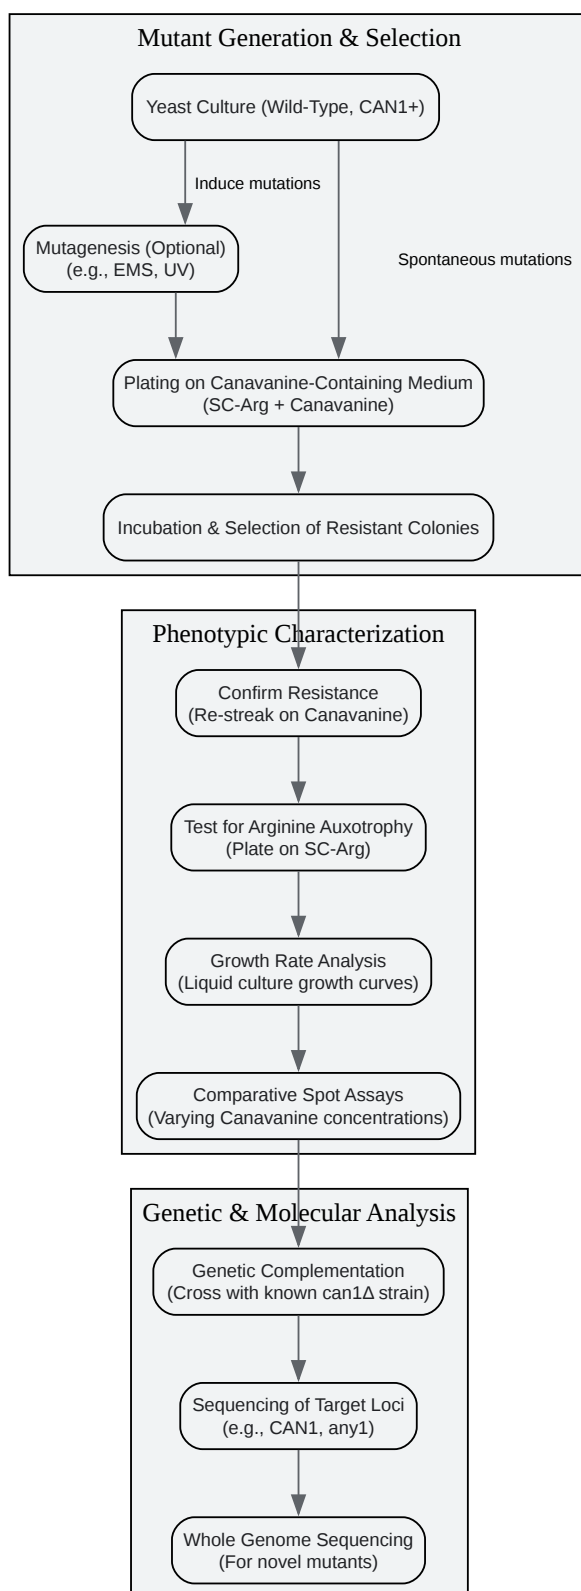 Mutant Generation & Selection
Yeast Culture (Wild-Type, CAN1+)
Induce mutations
Mutagenesis (Optional)
(e.g., EMS, UV)
Spontaneous mutations
Plating on Canavanine-Containing Medium
(SC-Arg + Canavanine)
Incubation & Selection of Resistant Colonies
Phenotypic Characterization
Confirm Resistance
(Re-streak on Canavanine)
Test for Arginine Auxotrophy
(Plate on SC-Arg)
Growth Rate Analysis
(Liquid culture growth curves)
Comparative Spot Assays
(Varying Canavanine concentrations)
Genetic & Molecular Analysis
Genetic Complementation
(Cross with known can1Δ strain)
Sequencing of Target Loci
(e.g., CAN1, any1)
Whole Genome Sequencing
(For novel mutants)